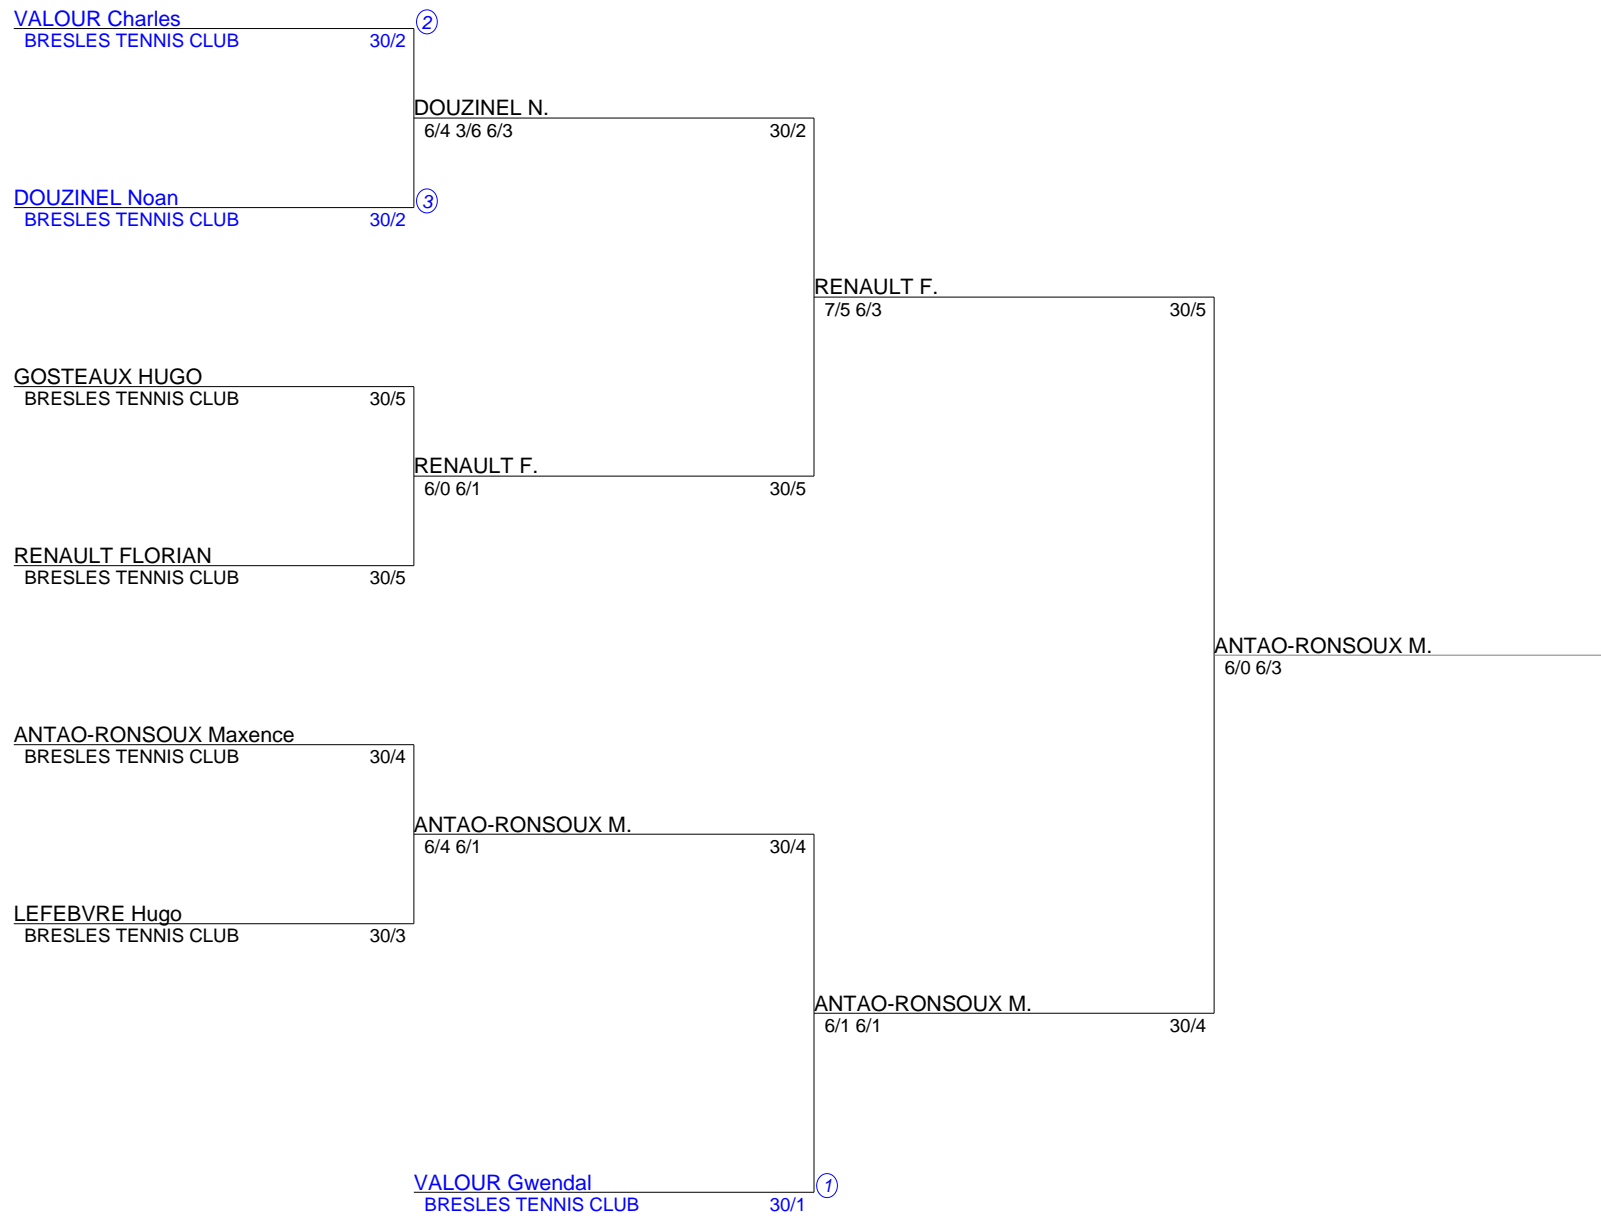 VALOUR Charles 2
BRESLES TENNIS CLUB 30/2
DOUZINEL N.
6/4 3/6 6/3 30/2
DOUZINEL Noan 3
BRESLES TENNIS CLUB 30/2
RENAULT F.
7/5 6/3 30/5
GOSTEAUX HUGO
BRESLES TENNIS CLUB 30/5
RENAULT F.
6/0 6/1 30/5
RENAULT FLORIAN
BRESLES TENNIS CLUB 30/5
ANTAO-RONSOUX M.
6/0 6/3
ANTAO-RONSOUX Maxence
BRESLES TENNIS CLUB 30/4
ANTAO-RONSOUX M.
6/4 6/1 30/4
LEFEBVRE Hugo
BRESLES TENNIS CLUB 30/3
ANTAO-RONSOUX M.
6/1 6/1 30/4
VALOUR Gwendal 1
BRESLES TENNIS CLUB 30/1